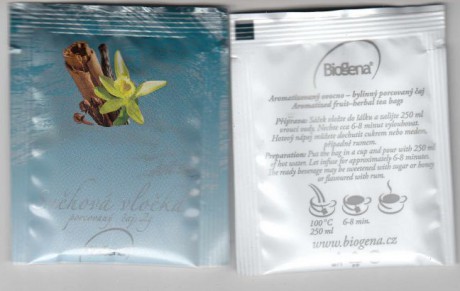 chová vločka
porcovaný čaj 2g
Biogena
Biogena®
Aromatizovaný ovocno - bylinný porcovaný čaj
Aromatised fruit-herbal tea bags
Příprava: Sáček vložte do šálku a zalijte 250 ml
vroucí vody. Nechte cca 6-8 minut vyluhovat.
Hotový nápoj můžete dochutit cukrem nebo medem,
případně rumem.
Preparation: Put the bag in a cup and pour with 250 ml
of hot water. Let infuse for approximately 6-8 minutes.
The ready beverage may be sweetened with sugar or honey
or flavoured with rum.
100°C 6-8 min.
250 ml
www.biogena.cz